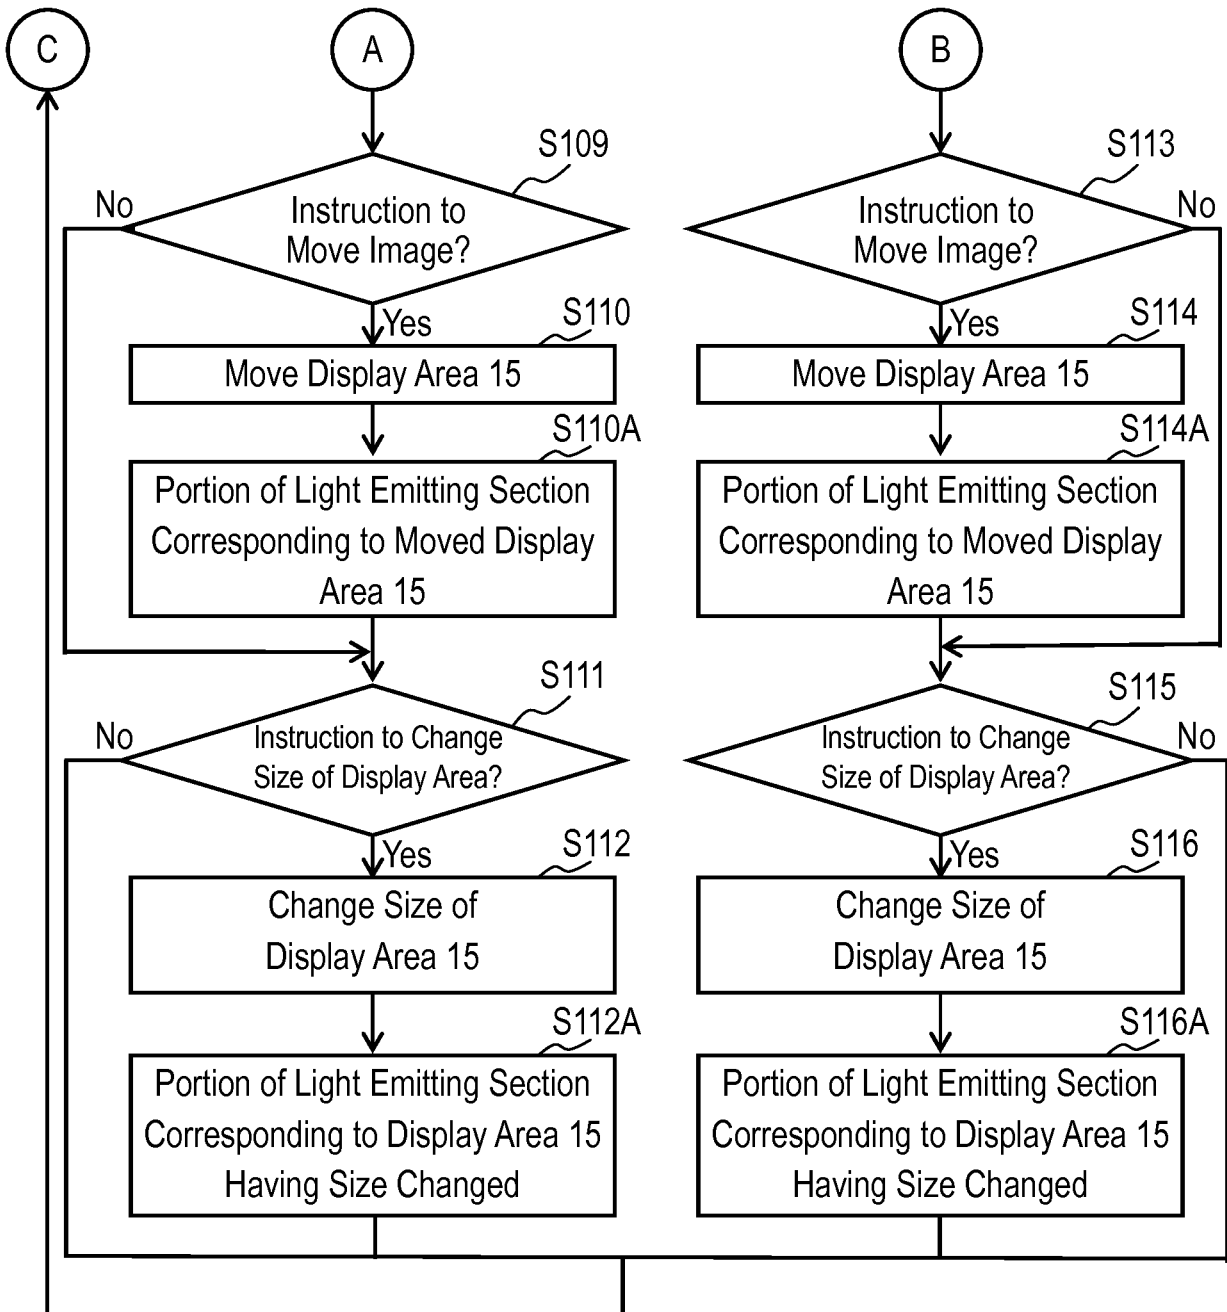 C
A
B
S109
No
Instruction to
Move Image?
Yes
S110
Move Display Area 15
S110A
Portion of Light Emitting Section
Corresponding to Moved Display
Area 15
S111
No
Instruction to Change
Size of Display Area?
Yes
S112
Change Size of
Display Area 15
S112A
Portion of Light Emitting Section
Corresponding to Display Area 15
Having Size Changed
S113
No
Instruction to
Move Image?
Yes
S114
Move Display Area 15
S114A
Portion of Light Emitting Section
Corresponding to Moved Display
Area 15
S115
No
Instruction to Change
Size of Display Area?
Yes
S116
Change Size of
Display Area 15
S116A
Portion of Light Emitting Section
Corresponding to Display Area 15
Having Size Changed